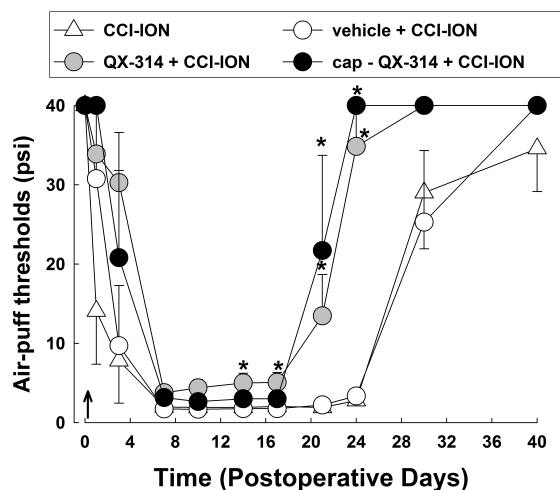 CCI-ION
vehicle + CCI-ION
QX-314 + CCI-ION
cap - QX-314 + CCI-ION
Air-puff thresholds (psi)
40
30
20
10
0
* * * * * *
0 4 8 12 16 20 24 28 32 36 40
Time (Postoperative Days)